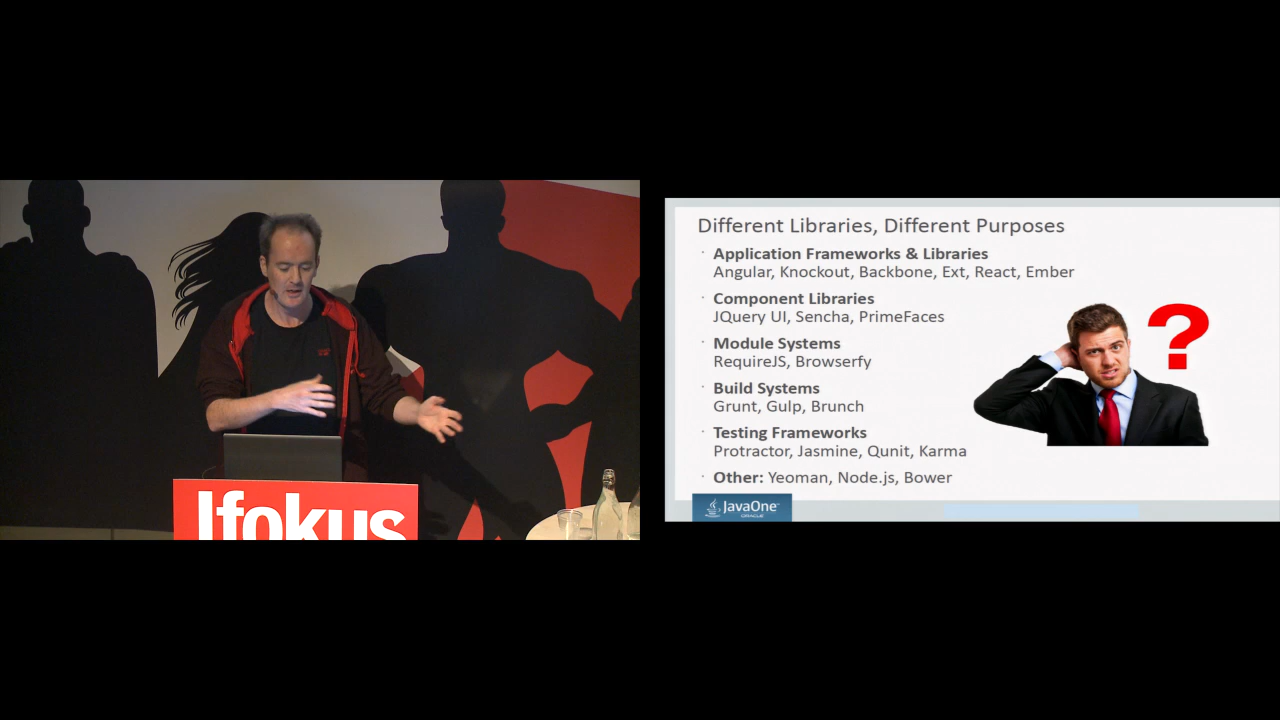 Jfokus
Different Libraries, Different Purposes
Application Frameworks & Libraries
Angular, Knockout, Backbone, Ext, React, Ember
Component Libraries
JQuery UI, Sencha, PrimeFaces
Module Systems
RequireJS, Browserfy
Build Systems
Grunt, Gulp, Brunch
Testing Frameworks
Protractor, Jasmine, Qunit, Karma
Other: Yeoman, Node.js, Bower
?
JavaOne
ORACLE